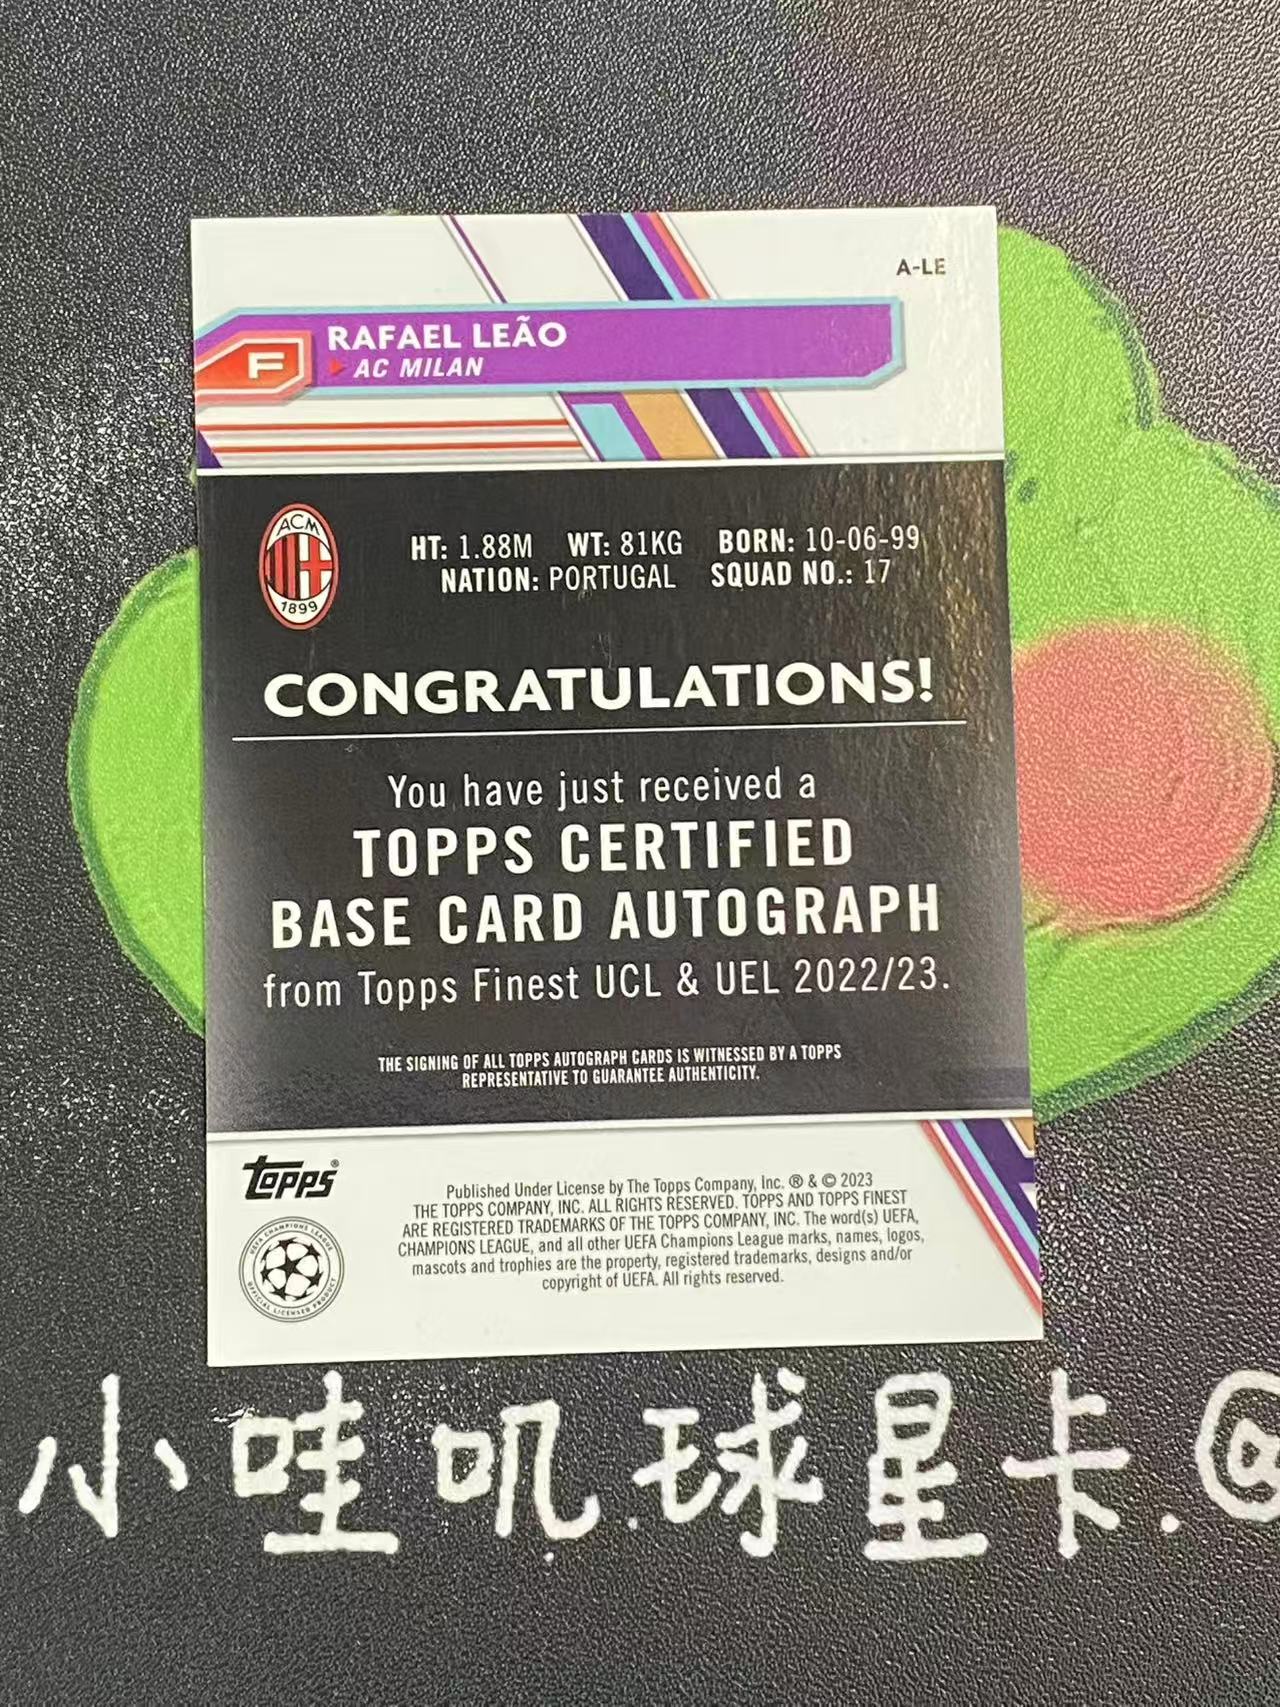 A-LE
RAFAEL LEÃO
F
AC MILAN
ACM
1899
HT: 1.88M WT: 81KG BORN: 10-06-99
NATION: PORTUGAL SQUAD NO.: 17
CONGRATULATIONS!
You have just received a
TOPPS CERTIFIED
BASE CARD AUTOGRAPH
from Topps Finest UCL & UEL 2022/23.
THE SIGNING OF ALL TOPPS AUTOGRAPH CARDS IS WITNESSED BY A TOPPS
REPRESENTATIVE TO GUARANTEE AUTHENTICITY.
topps®
UEFA CHAMPIONS LEAGUE
OFFICIAL LICENSED PRODUCT
Published Under License by The Topps Company, Inc. ® & © 2023
THE TOPPS COMPANY, INC. ALL RIGHTS RESERVED. TOPPS AND TOPPS FINEST
ARE REGISTERED TRADEMARKS OF THE TOPPS COMPANY, INC. The word(s) UEFA,
CHAMPIONS LEAGUE, and all other UEFA Champions League marks, names, logos,
mascots and trophies are the property, registered trademarks, designs and/or
copyright of UEFA. All rights reserved.
小哇叽.球星卡.@